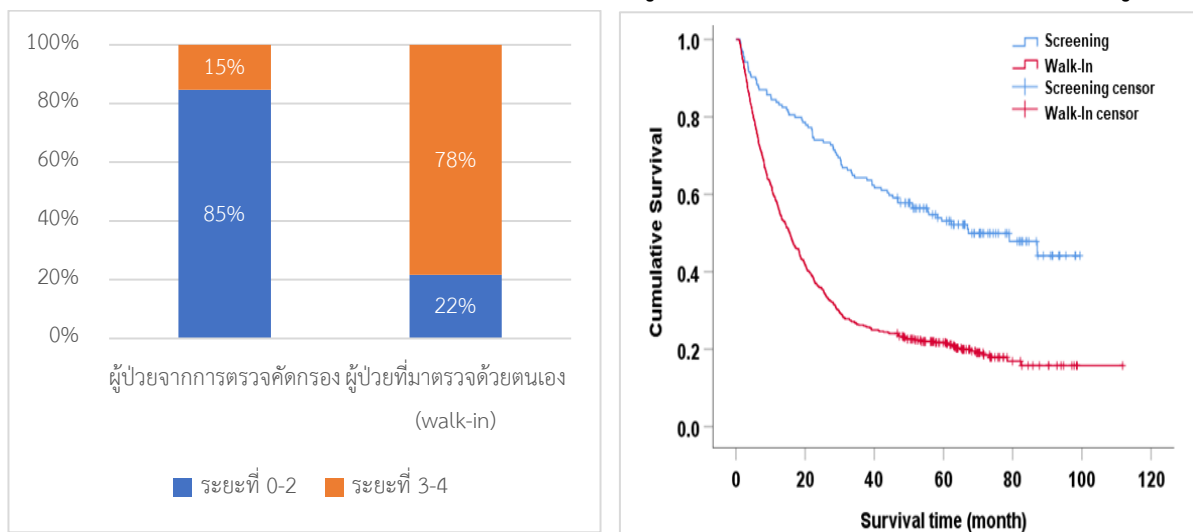 100%
80%
60%
40%
20%
0%
15%
85%
78%
22%
ผู้ป่วยจากการตรวจคัดกรอง
ผู้ป่วยที่มาตรวจด้วยตนเอง
(walk-in)
ระยะที่ 0-2
ระยะที่ 3-4
Cumulative Survival
1.0
0.8
0.6
0.4
0.2
0.0
Screening
Walk-In
Screening censor
Walk-In censor
0 20 40 60 80 100 120
Survival time (month)